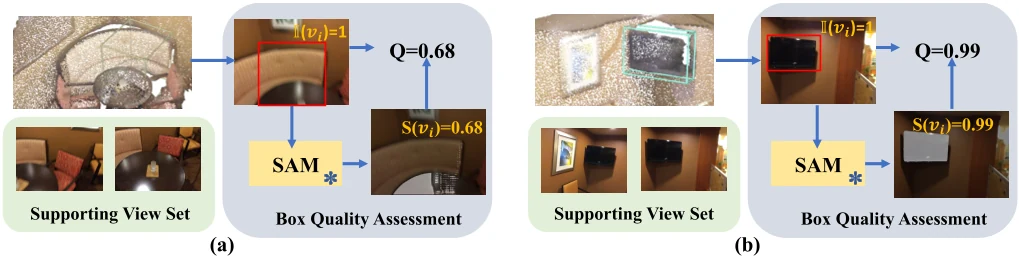 𝕀(vᵢ)=1
Q=0.68
S(vᵢ)=0.68
SAM
Supporting View Set
Box Quality Assessment
(a)
𝕀(vᵢ)=1
Q=0.99
S(vᵢ)=0.99
SAM
Supporting View Set
Box Quality Assessment
(b)